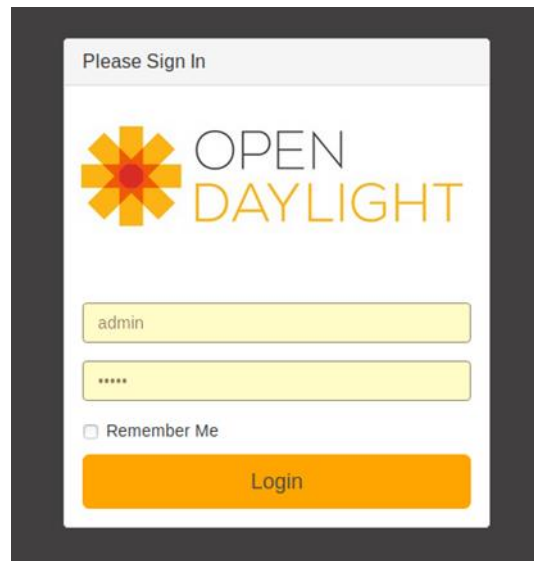 Please Sign In
OPEN
DAYLIGHT
admin
•••••
Remember Me
Login